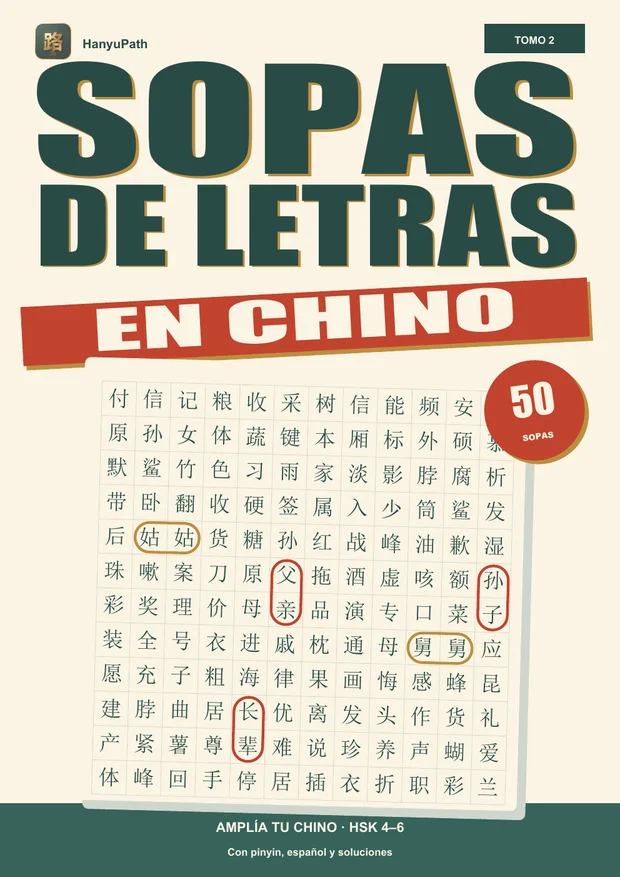 路
HanyuPath
TOMO 2
SOPAS
DE LETRAS
EN CHINO
50
SOPAS
付 信 记 粮 收 采 树 信 能 频 安
原 孙 女 体 蔬 键 本 厢 标 外 硕
默 鲨 竹 色 习 雨 家 淡 影 脖 腐 析
带 卧 翻 收 硬 签 属 入 少 筒 鲨 发
后 姑 姑 货 糖 孙 红 战 峰 油 歉 湿
珠 嗽 案 刀 原 父 拖 酒 虚 咳 额 孙
彩 奖 理 价 母 亲 品 演 专 口 菜 子
装 全 号 衣 进 戚 枕 通 母 舅 舅 应
愿 充 子 粗 海 律 果 画 悔 感 蜂 昆
建 脖 曲 居 长 优 离 发 头 作 货 礼
产 紧 薯 尊 辈 难 说 珍 养 声 蝴 爱
体 峰 回 手 停 居 插 衣 折 职 彩 兰
AMPLÍA TU CHINO · HSK 4–6
Con pinyin, español y soluciones